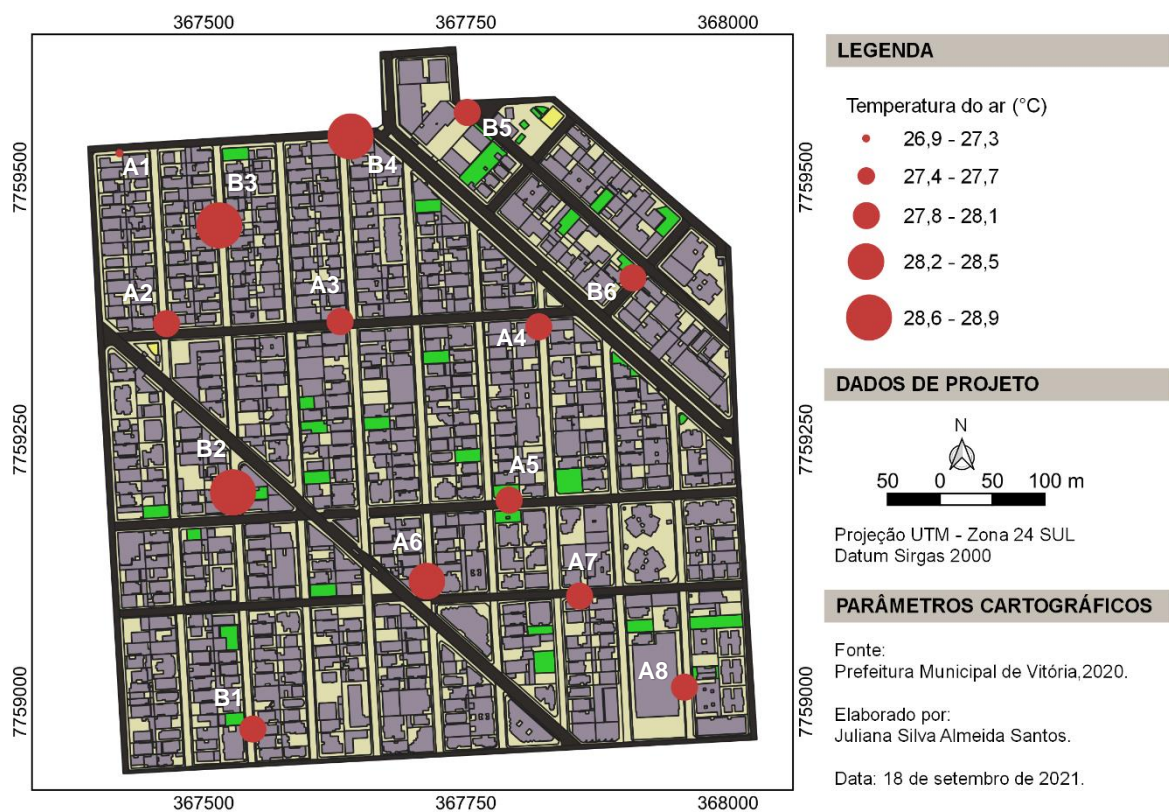 367500
367750
368000
7759500
7759250
7759000
7759500
7759250
7759000
367500
367750
368000
A1
B3
B4
B5
A2
A3
A4
B6
B2
A5
A6
A7
B1
A8
LEGENDA
Temperatura do ar (°C)
26,9 - 27,3
27,4 - 27,7
27,8 - 28,1
28,2 - 28,5
28,6 - 28,9
DADOS DE PROJETO
N
50 0 50 100 m
Projeção UTM - Zona 24 SUL
Datum Sirgas 2000
PARÂMETROS CARTOGRÁFICOS
Fonte:
Prefeitura Municipal de Vitória,2020.
Elaborado por:
Juliana Silva Almeida Santos.
Data: 18 de setembro de 2021.